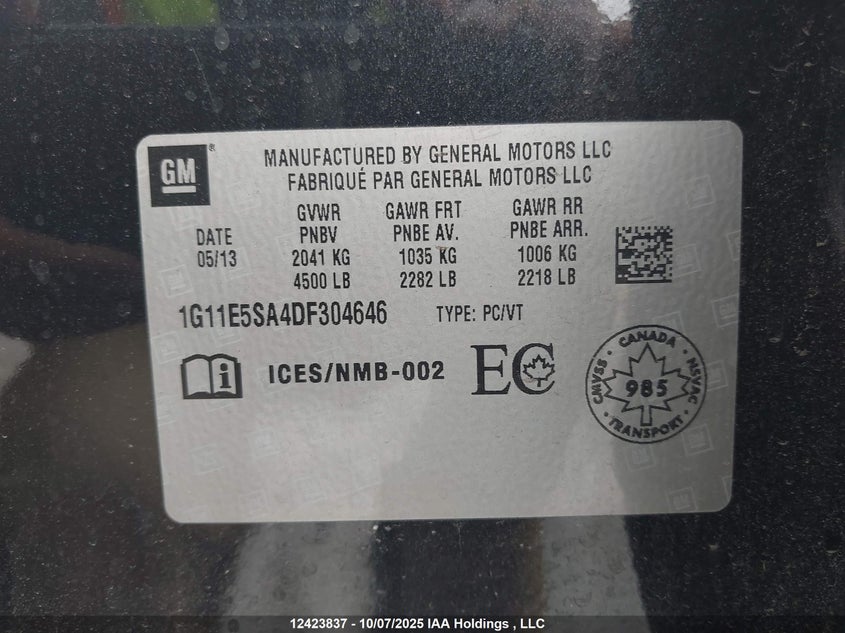 GM®
MANUFACTURED BY GENERAL MOTORS LLC
FABRIQUÉ PAR GENERAL MOTORS LLC
GVWR GAWR FRT GAWR RR
DATE PNBV PNBE AV. PNBE ARR.
05/13 2041 KG 1035 KG 1006 KG
4500 LB 2282 LB 2218 LB
1G11E5SA4DF304646 TYPE: PC/VT
i ICES/NMB-002 EC
CANADA
CMVSS 985 NSVAC
TRANSPORT
12423837 - 10/07/2025 IAA Holdings , LLC